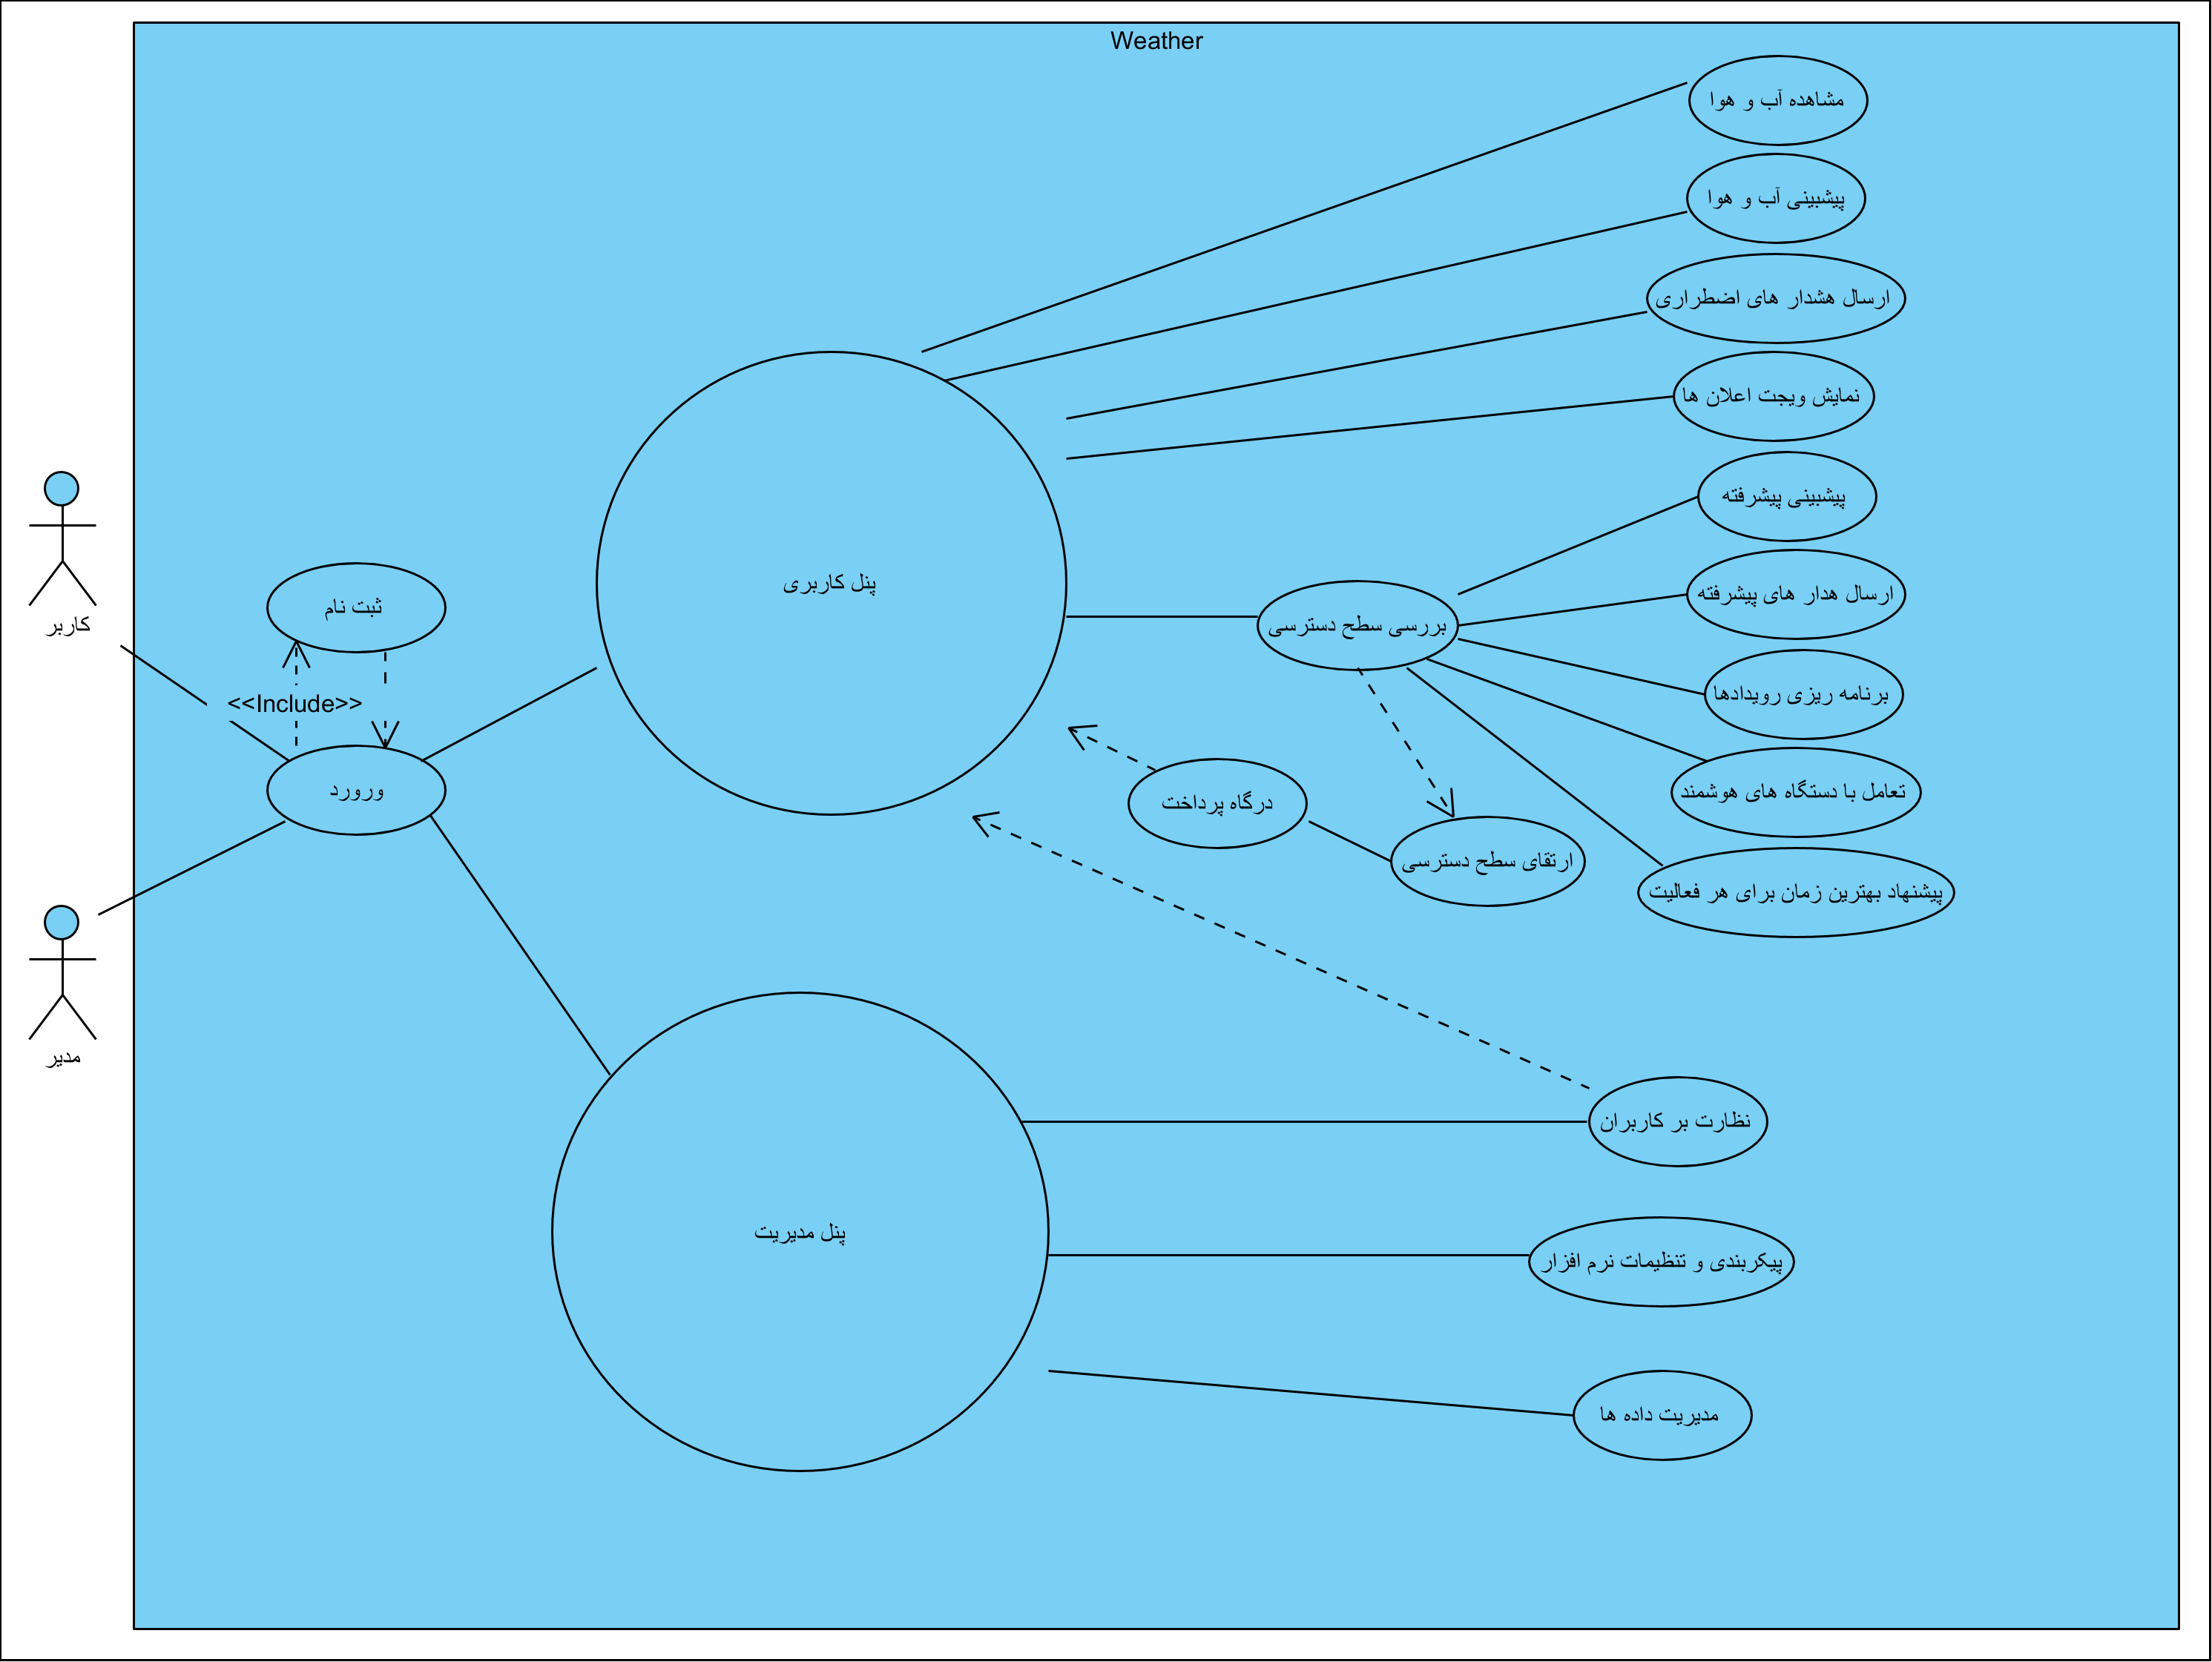 Weather
مشاهده آب و هوا
پیشبینی آب و هوا
ارسال هشدار های اضطراری
نمایش ویجت اعلان ها
پیشبینی پیشرفته
پنل کاربری
ارسال هدار های پیشرفته
ثبت نام
کاربر
بررسی سطح دسترسی
برنامه ریزی رویدادها
<<Include>>
ورورد
تعامل با دستگاه های هوشمند
درگاه پرداخت
ارتقای سطح دسترسی
پیشنهاد بهترین زمان برای هر فعالیت
مدیر
نظارت بر کاربران
پنل مدیریت
پیکربندی و تنظیمات نرم افزار
مدیریت داده ها